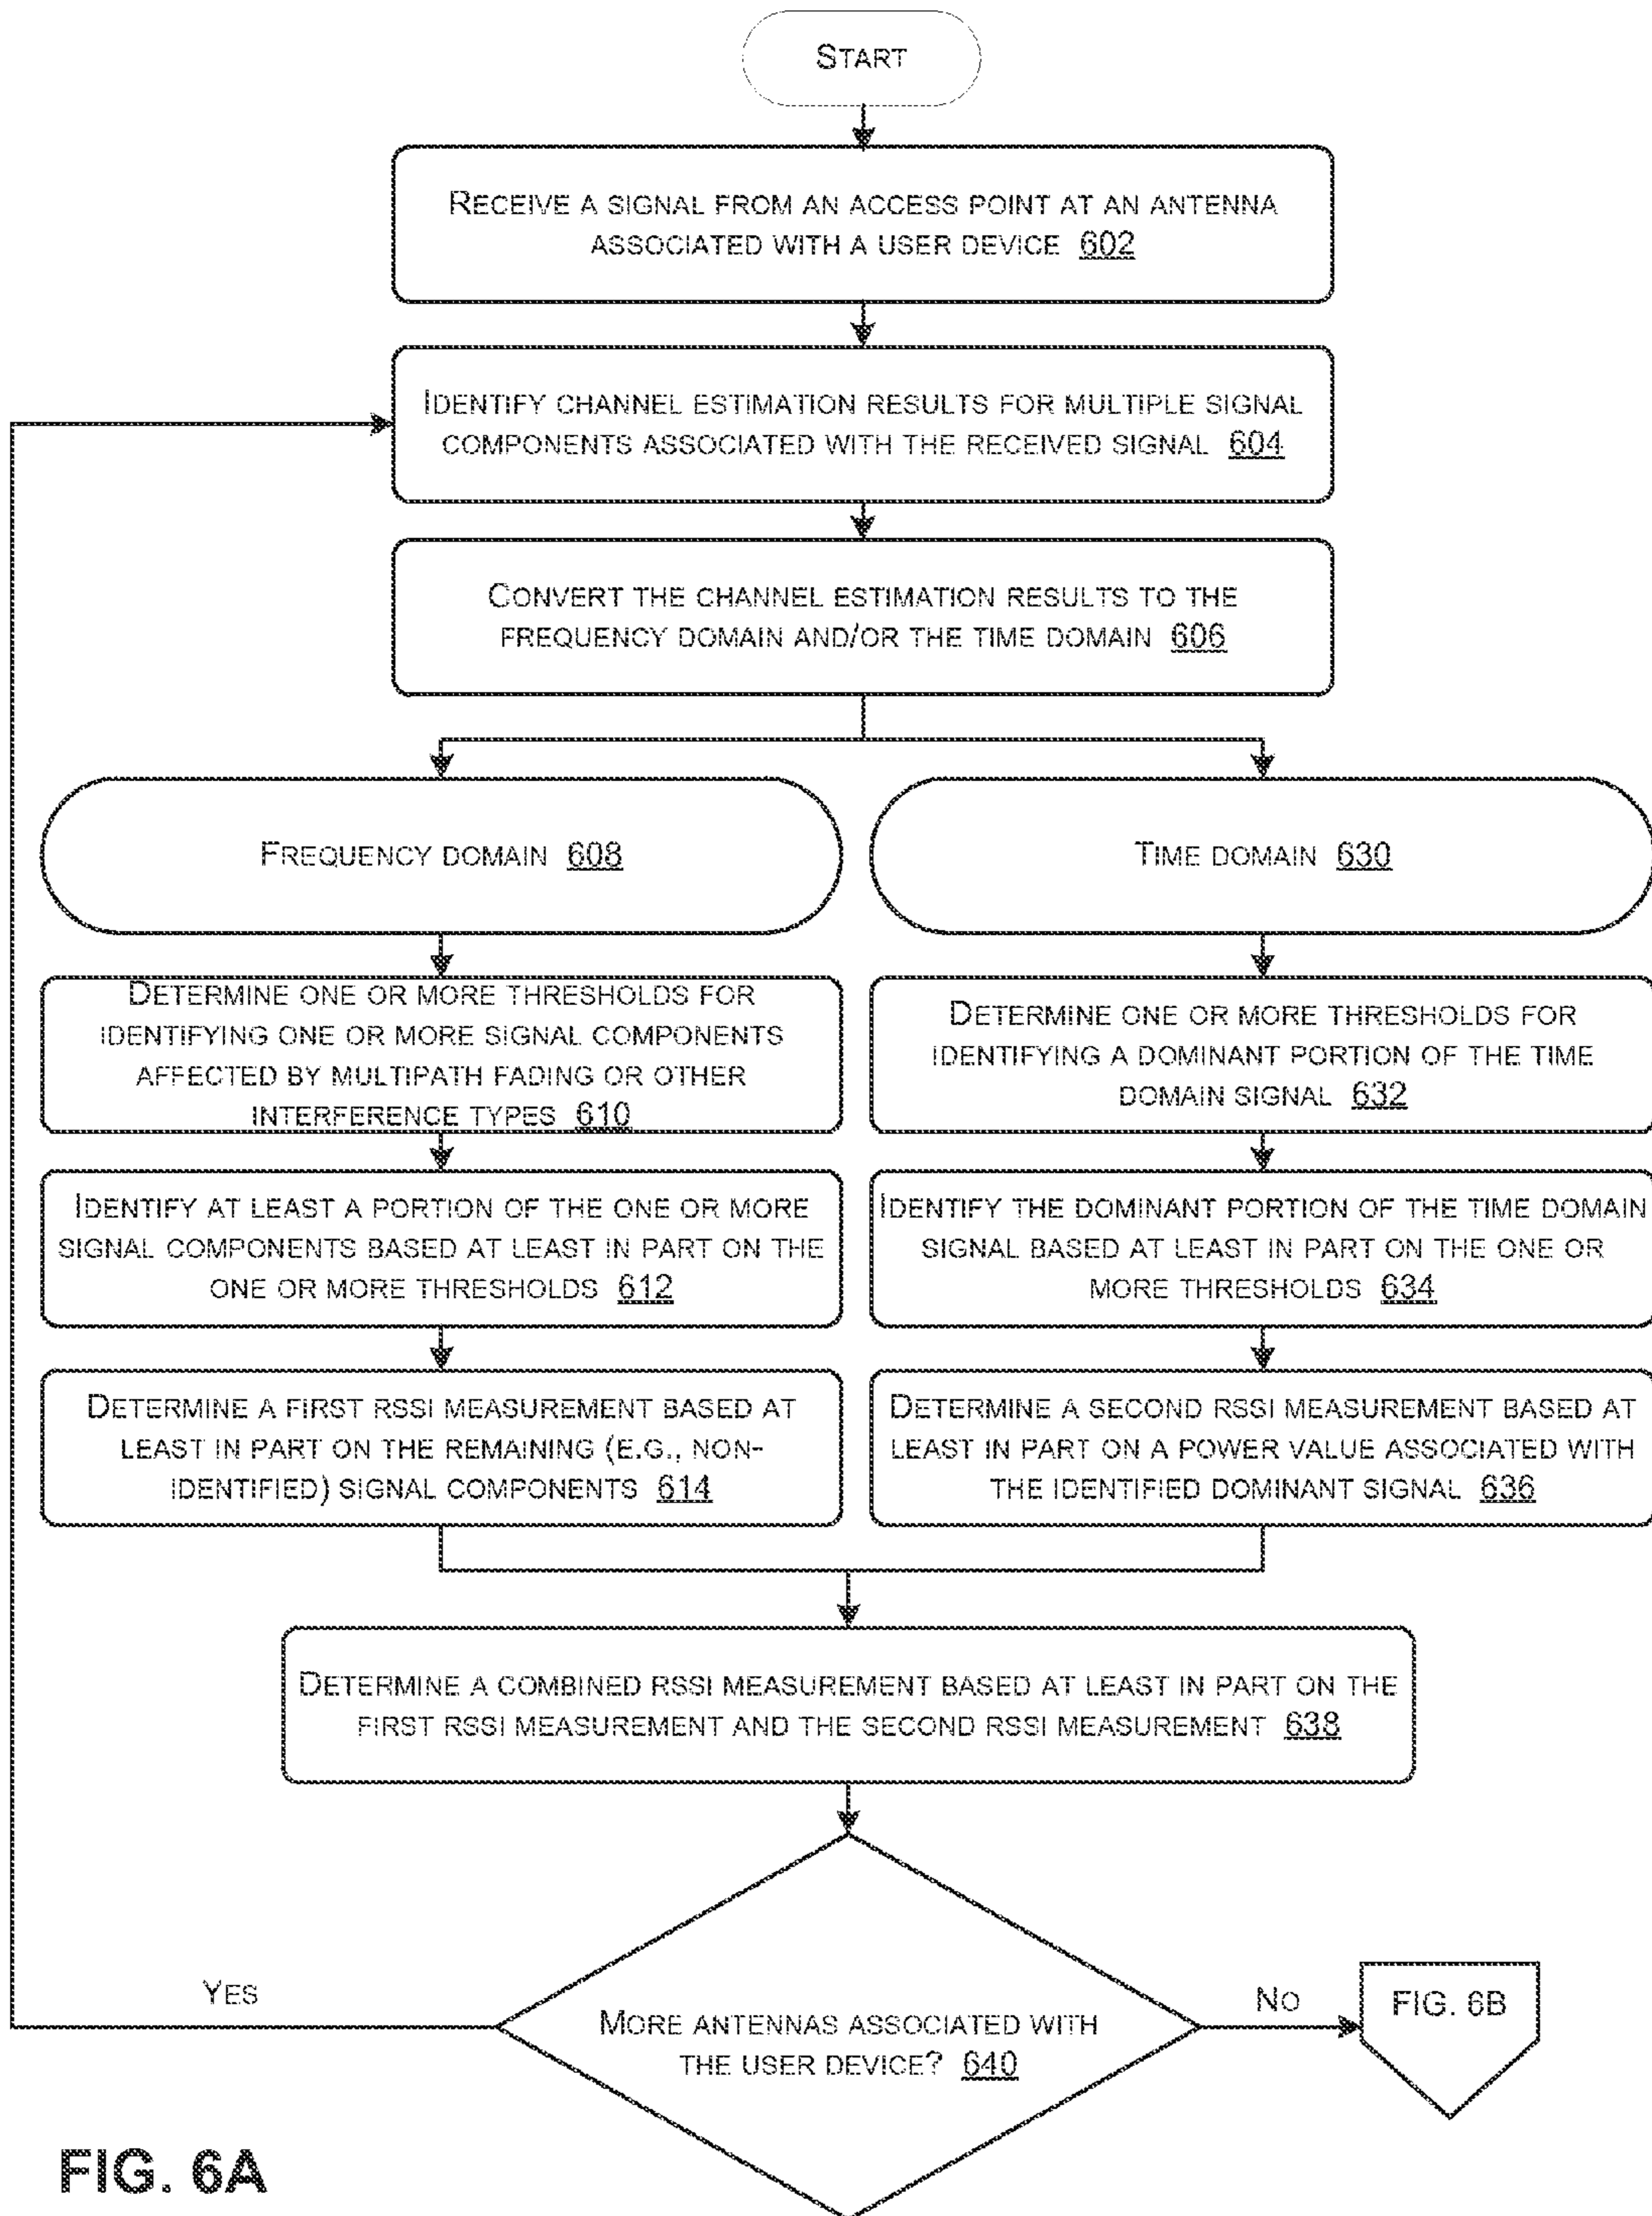 START
RECEIVE A SIGNAL FROM AN ACCESS POINT AT AN ANTENNA
ASSOCIATED WITH A USER DEVICE 602
IDENTIFY CHANNEL ESTIMATION RESULTS FOR MULTIPLE SIGNAL
COMPONENTS ASSOCIATED WITH THE RECEIVED SIGNAL 604
CONVERT THE CHANNEL ESTIMATION RESULTS TO THE
FREQUENCY DOMAIN AND/OR THE TIME DOMAIN 606
FREQUENCY DOMAIN 608
TIME DOMAIN 630
DETERMINE ONE OR MORE THRESHOLDS FOR
IDENTIFYING ONE OR MORE SIGNAL COMPONENTS
AFFECTED BY MULTIPATH FADING OR OTHER
INTERFERENCE TYPES 610
DETERMINE ONE OR MORE THRESHOLDS FOR
IDENTIFYING A DOMINANT PORTION OF THE TIME
DOMAIN SIGNAL 632
IDENTIFY AT LEAST A PORTION OF THE ONE OR MORE
SIGNAL COMPONENTS BASED AT LEAST IN PART ON THE
ONE OR MORE THRESHOLDS 612
IDENTIFY THE DOMINANT PORTION OF THE TIME DOMAIN
SIGNAL BASED AT LEAST IN PART ON THE ONE OR
MORE THRESHOLDS 634
DETERMINE A FIRST RSSI MEASUREMENT BASED AT
LEAST IN PART ON THE REMAINING (E.G., NON-
IDENTIFIED) SIGNAL COMPONENTS 614
DETERMINE A SECOND RSSI MEASUREMENT BASED AT
LEAST IN PART ON A POWER VALUE ASSOCIATED WITH
THE IDENTIFIED DOMINANT SIGNAL 636
DETERMINE A COMBINED RSSI MEASUREMENT BASED AT LEAST IN PART ON THE
FIRST RSSI MEASUREMENT AND THE SECOND RSSI MEASUREMENT 638
YES
MORE ANTENNAS ASSOCIATED WITH
THE USER DEVICE? 640
NO
FIG. 6B
FIG. 6A